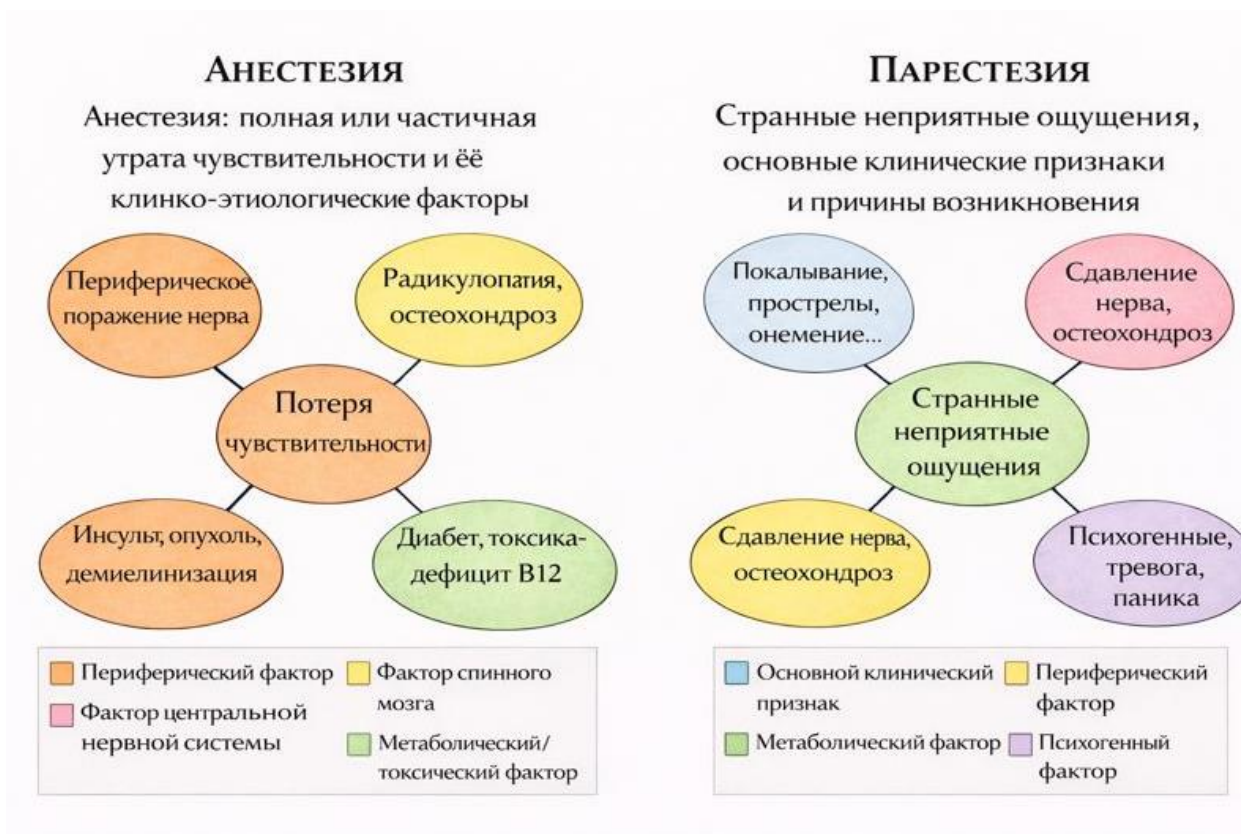 АНЕСТЕЗИЯ
Анестезия: полная или частичная
утрата чувствительности и ёё
клинко-этиологические факторы
Периферическое
поражение нерва
Радикулопатия,
остеохондроз
Потеря
чувствительности
Инсульт, опухоль,
демиелинизация
Диабет, токсика-
дефицит B12
Периферический фактор
Фактор спинного
мозга
Фактор центральной
нервной системы
Метаболический/
токсический фактор
ПАРЕСТЕЗИЯ
Странные неприятные ощущения,
основные клинические признаки
и причины возникновения
Покалывание,
прострелы,
онемение...
Сдавление
нерва,
остеохондроз
Странные
неприятные
ощущения
Сдавление нерва,
остеохондроз
Психогенные,
тревога,
паника
Основной клинический
признак
Периферический
фактор
Метаболический фактор
Психогенный
фактор